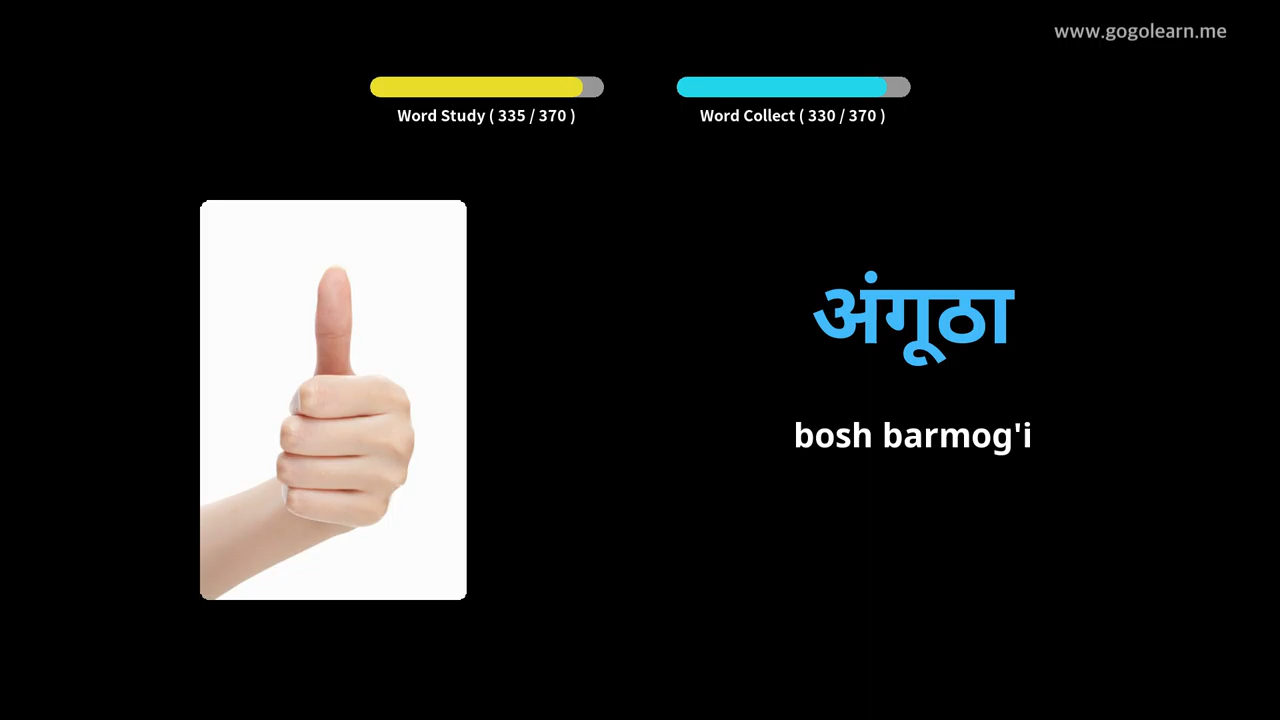 www.gogolearn.me
Word Study ( 335 / 370 )
Word Collect ( 330 / 370 )
अंगूठा
bosh barmog'i